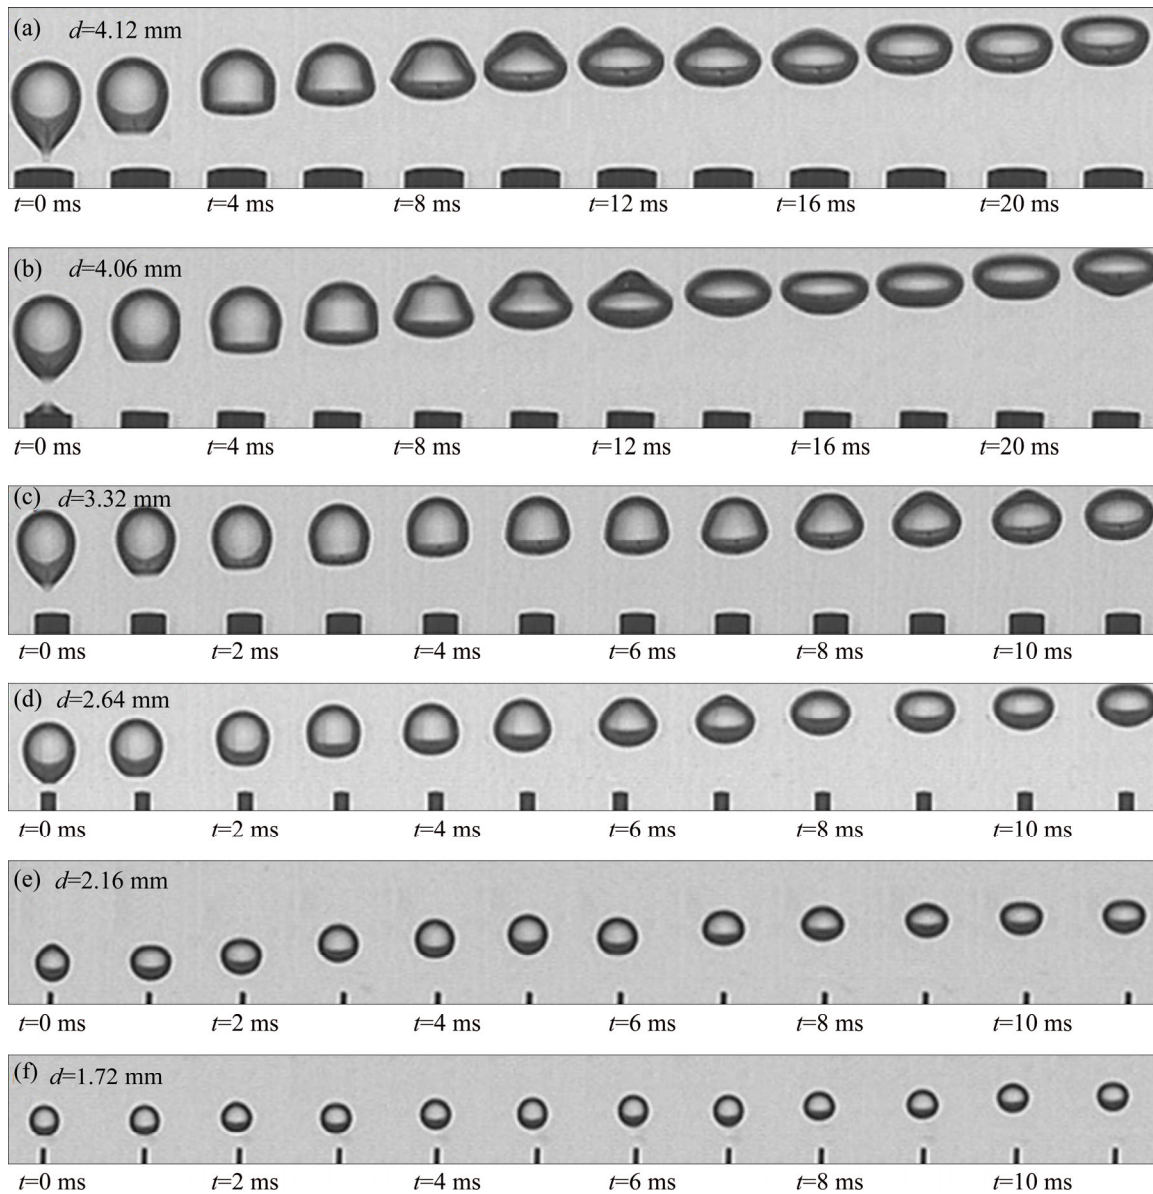 (a) d=4.12 mm
t=0 ms t=4 ms t=8 ms t=12 ms t=16 ms t=20 ms
(b) d=4.06 mm
t=0 ms t=4 ms t=8 ms t=12 ms t=16 ms t=20 ms
(c) d=3.32 mm
t=0 ms t=2 ms t=4 ms t=6 ms t=8 ms t=10 ms
(d) d=2.64 mm
t=0 ms t=2 ms t=4 ms t=6 ms t=8 ms t=10 ms
(e) d=2.16 mm
t=0 ms t=2 ms t=4 ms t=6 ms t=8 ms t=10 ms
(f) d=1.72 mm
t=0 ms t=2 ms t=4 ms t=6 ms t=8 ms t=10 ms